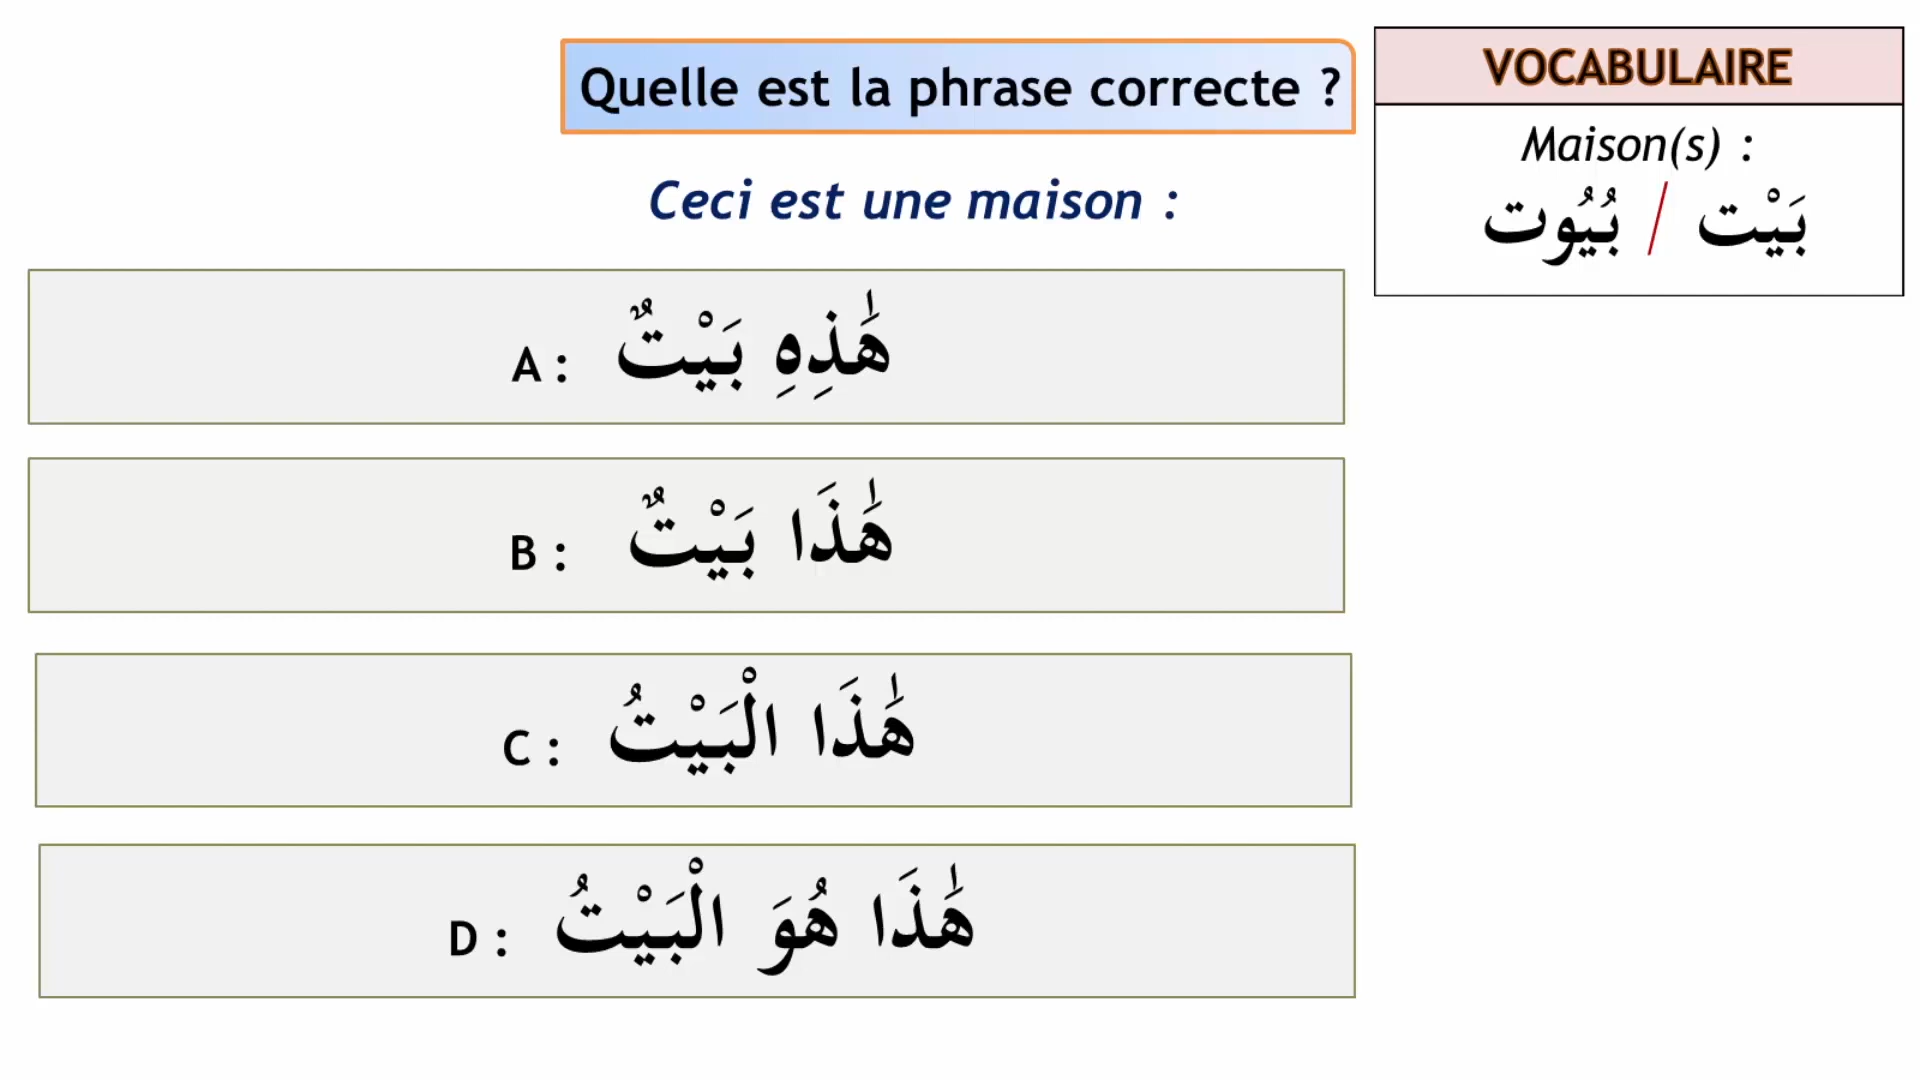 Quelle est la phrase correcte ?
Ceci est une maison :
A : هَٰذِهِ بَيْتٌ
B : هَٰذَا بَيْتٌ
C : هَٰذَا الْبَيْتُ
D : هَٰذَا هُوَ الْبَيْتُ
VOCABULAIRE
Maison(s) :
بَيْت / بُيُوت